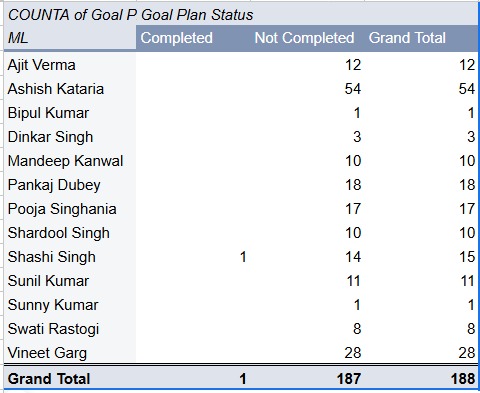 COUNTA of Goal P Goal Plan Status
ML Completed Not Completed Grand Total
Ajit Verma 12 12
Ashish Kataria 54 54
Bipul Kumar 1 1
Dinkar Singh 3 3
Mandeep Kanwal 10 10
Pankaj Dubey 18 18
Pooja Singhania 17 17
Shardool Singh 10 10
Shashi Singh 1 14 15
Sunil Kumar 11 11
Sunny Kumar 1 1
Swati Rastogi 8 8
Vineet Garg 28 28
Grand Total 1 187 188